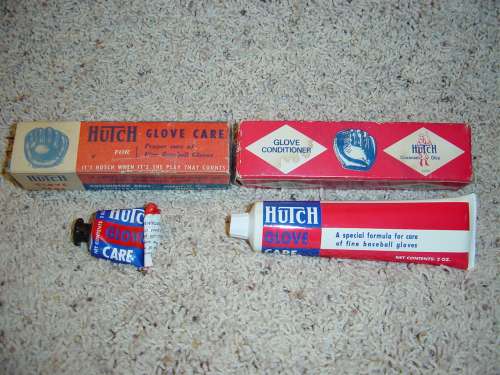 HUTCH GLOVE CARE
FOR
Proper care of
Fine Baseball Gloves
IT'S HUTCH WHEN IT'S THE PLAY THAT COUNTS
GLOVE
CONDITIONER
HUTCH
Cincinnati Ohio
HUTCH
GLOVE
CARE
HUTCH
GLOVE
CARE
A special formula for care
of fine baseball gloves
NET CONTENTS: 2 OZ.